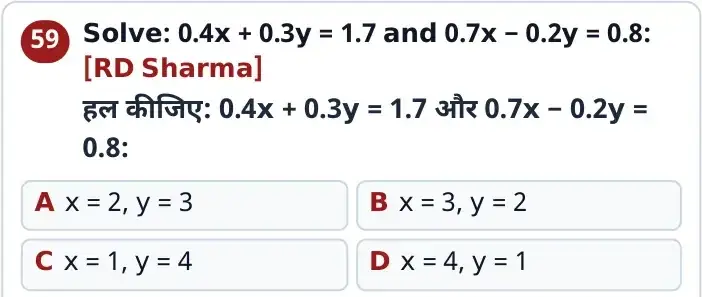 59 Solve: 0.4x + 0.3y = 1.7 and 0.7x − 0.2y = 0.8:
[RD Sharma]
हल कीजिए: 0.4x + 0.3y = 1.7 और 0.7x − 0.2y =
0.8:
A x = 2, y = 3
B x = 3, y = 2
C x = 1, y = 4
D x = 4, y = 1